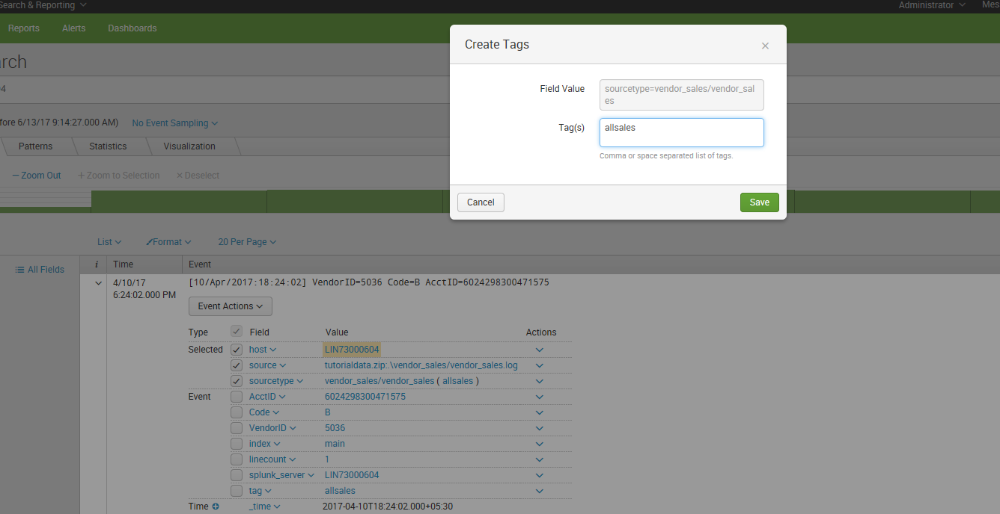 Search & Reporting
Administrator
Mes
Reports Alerts Dashboards
Create Tags
×
rch
Field Value
sourcetype=vendor_sales/vendor_sal
es
4
fore 6/13/17 9:14:27.000 AM)
No Event Sampling
Tag(s)
allsales
Comma or space separated list of tags.
Patterns Statistics Visualization
— Zoom Out + Zoom to Selection × Deselect
Cancel
Save
List Format 20 Per Page
All Fields
i Time Event
4/10/17
6:24:02.000 PM
[10/Apr/2017:18:24:02] VendorID=5036 Code=B AcctID=6024298300471575
Event Actions
Type Field Value Actions
Selected host LIN73000604
source tutorialdata.zip:.\vendor_sales/vendor_sales.log
sourcetype vendor_sales/vendor_sales ( allsales )
Event AcctID 6024298300471575
Code B
VendorID 5036
index main
linecount 1
splunk_server LIN73000604
tag allsales
Time _time 2017-04-10T18:24:02.000+05:30